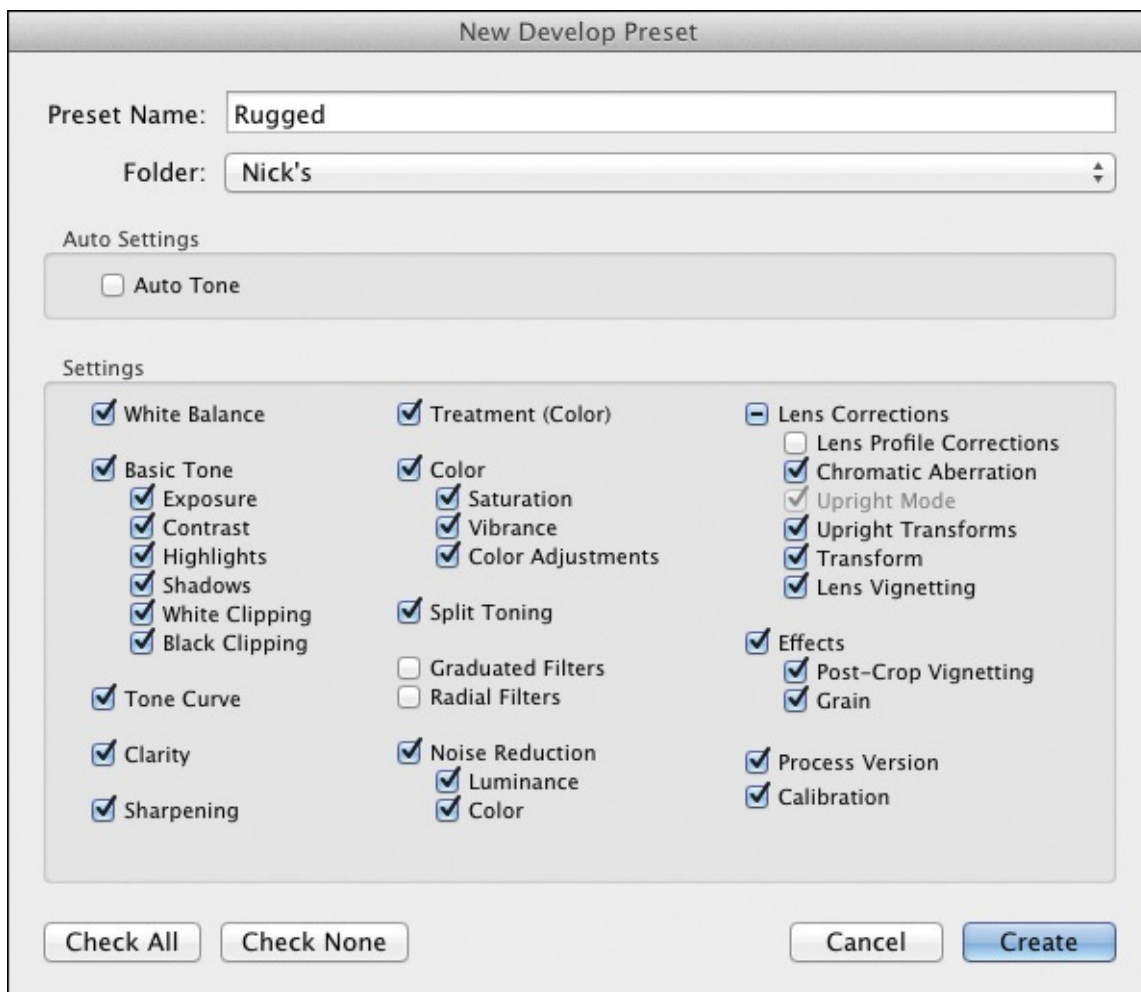 New Develop Preset
Preset Name: Rugged
Folder: Nick's
Auto Settings
Auto Tone
Settings
White Balance
Basic Tone
Exposure
Contrast
Highlights
Shadows
White Clipping
Black Clipping
Tone Curve
Clarity
Sharpening
Treatment (Color)
Color
Saturation
Vibrance
Color Adjustments
Split Toning
Graduated Filters
Radial Filters
Noise Reduction
Luminance
Color
Lens Corrections
Lens Profile Corrections
Chromatic Aberration
Upright Mode
Upright Transforms
Transform
Lens Vignetting
Effects
Post-Crop Vignetting
Grain
Process Version
Calibration
Check All Check None Cancel Create